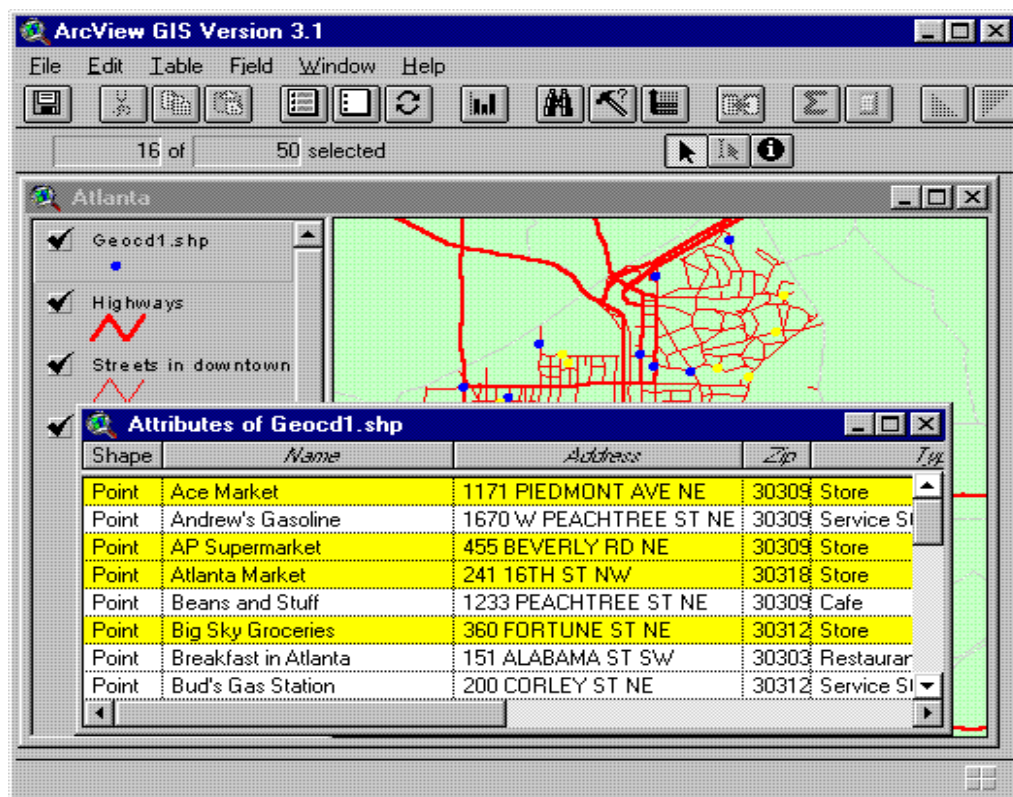 ArcView GIS Version 3.1
File Edit Table Field Window Help
16 of 50 selected
Atlanta
Geocd1.shp
Highways
Streets in downtown
Attributes of Geocd1.shp
Shape Name Address Zip
Point Ace Market 1171 PIEDMONT AVE NE 30309 Store
Point Andrew's Gasoline 1670 W PEACHTREE ST NE 30309 Service S
Point AP Supermarket 455 BEVERLY RD NE 30309 Store
Point Atlanta Market 241 16TH ST NW 30318 Store
Point Beans and Stuff 1233 PEACHTREE ST NE 30309 Cafe
Point Big Sky Groceries 360 FORTUNE ST NE 30312 Store
Point Breakfast in Atlanta 151 ALABAMA ST SW 30303 Restaurar
Point Bud's Gas Station 200 CORLEY ST NE 30312 Service S